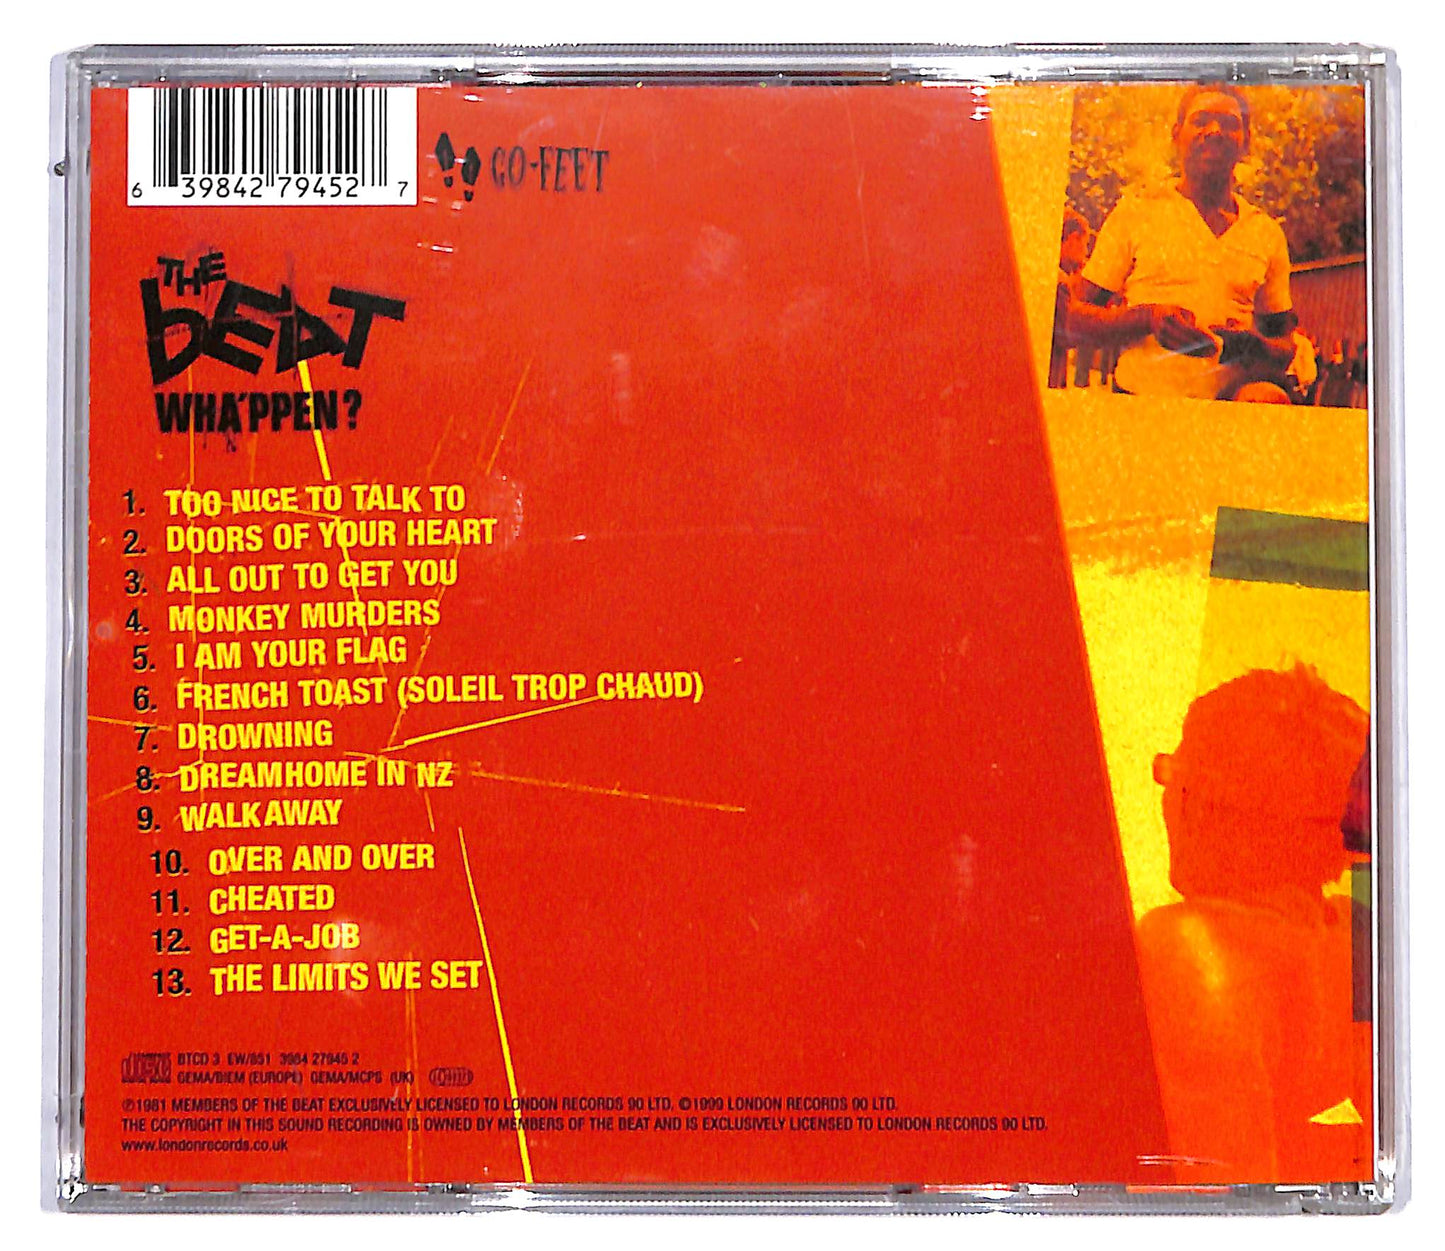 6 39842 79452 7
GO-FEET
THE
bEAT
WHA'PPEN?
1. TOO NICE TO TALK TO
2. DOORS OF YOUR HEART
3. ALL OUT TO GET YOU
4. MONKEY MURDERS
5. I AM YOUR FLAG
6. FRENCH TOAST (SOLEIL TROP CHAUD)
7. DROWNING
8. DREAMHOME IN NZ
9. WALK AWAY
10. OVER AND OVER
11. CHEATED
12. GET-A-JOB
13. THE LIMITS WE SET
BTCD 3 EW/851 3984 27945 2
GEMA/BIEM (EUROPE) GEMA/MCPS (UK)
℗1981 MEMBERS OF THE BEAT EXCLUSIVELY LICENSED TO LONDON RECORDS 90 LTD. ©1999 LONDON RECORDS 90 LTD.
THE COPYRIGHT IN THIS SOUND RECORDING IS OWNED BY MEMBERS OF THE BEAT AND IS EXCLUSIVELY LICENSED TO LONDON RECORDS 90 LTD.
www.londonrecords.co.uk